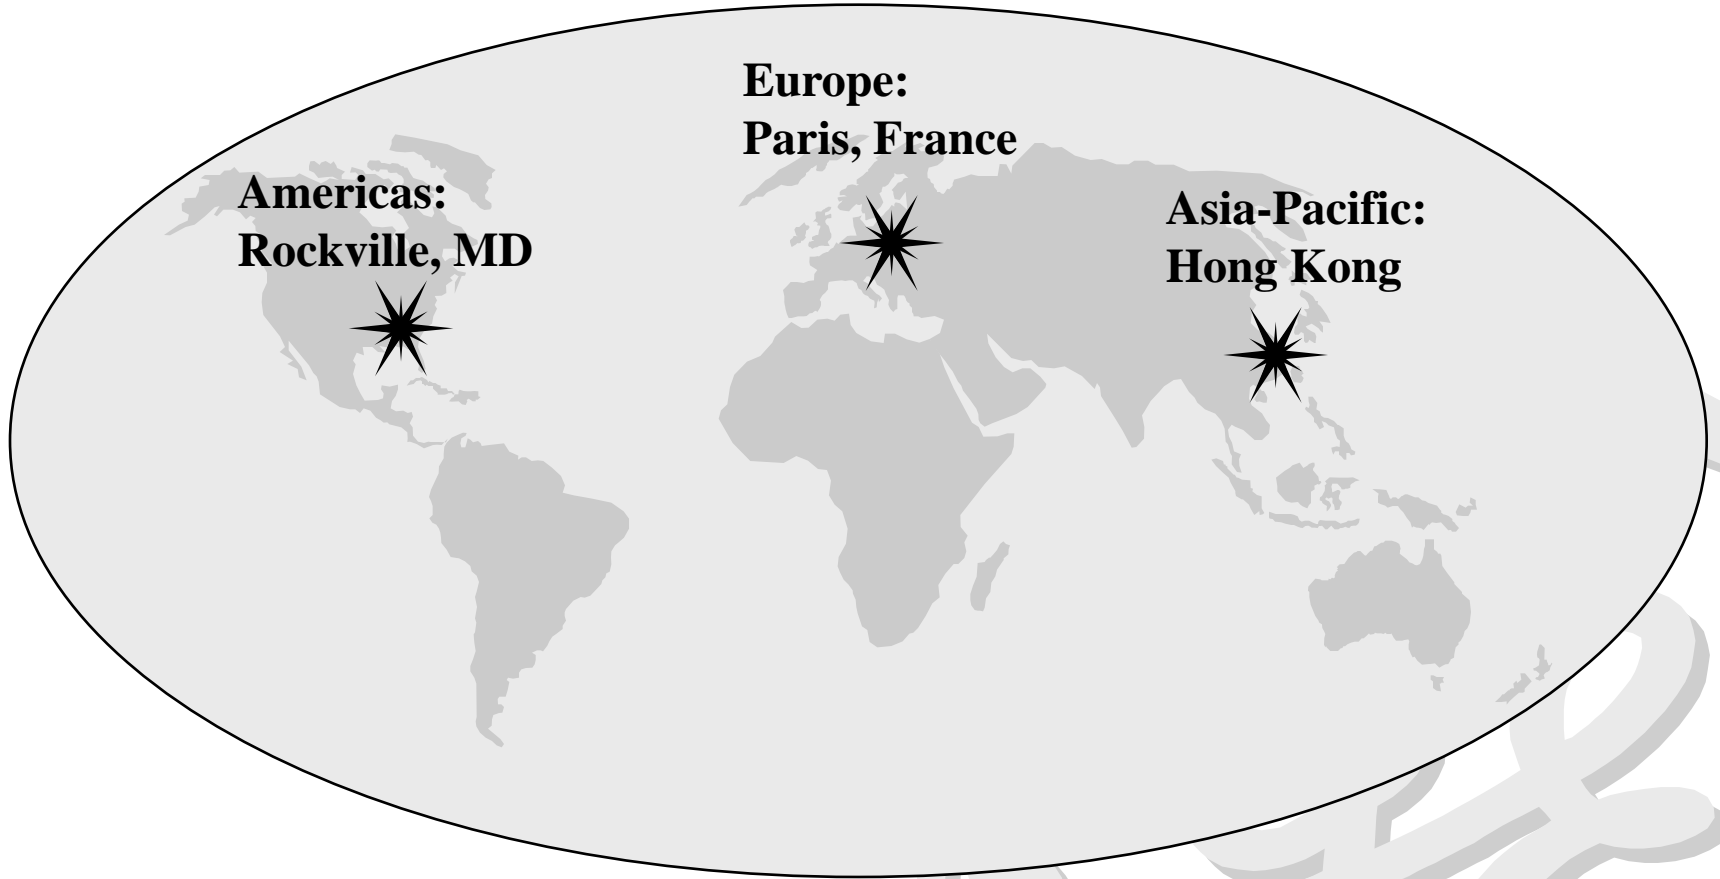 Europe:
Paris, France
Americas:
Rockville, MD
Asia-Pacific:
Hong Kong